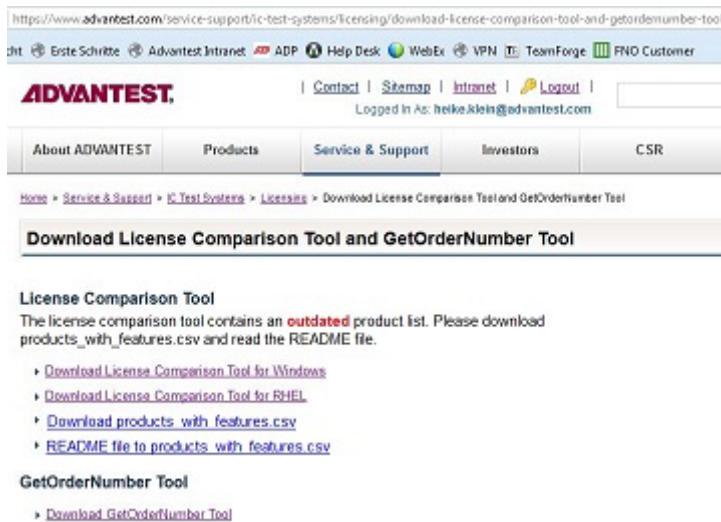 https://www.advantest.com/service-support/ic-test-systems/licensing/download-license-comparison-tool-and-getordernumber-too
cht Erste Schritte Advantest Intranet ADP Help Desk WebEx VPN TeamForge FNO Customer
ADVANTEST
| Contact | Sitemap | Intranet | Logout |
Logged In As: heike.klein@advantest.com
About ADVANTEST Products Service & Support Investors CSR
Home > Service & Support > IC Test Systems > Licensing > Download License Comparison Tool and GetOrderNumber Tool
Download License Comparison Tool and GetOrderNumber Tool
License Comparison Tool
The license comparison tool contains an outdated product list. Please download
products_with_features.csv and read the README file.
Download License Comparison Tool for Windows
Download License Comparison Tool for RHEL
Download products_with_features.csv
README file to products_with_features.csv
GetOrderNumber Tool
Download GetOrderNumber Tool